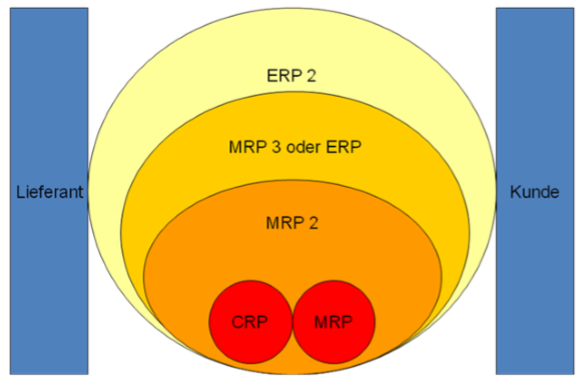 ERP 2
MRP 3 oder ERP
Lieferant
Kunde
MRP 2
CRP
MRP